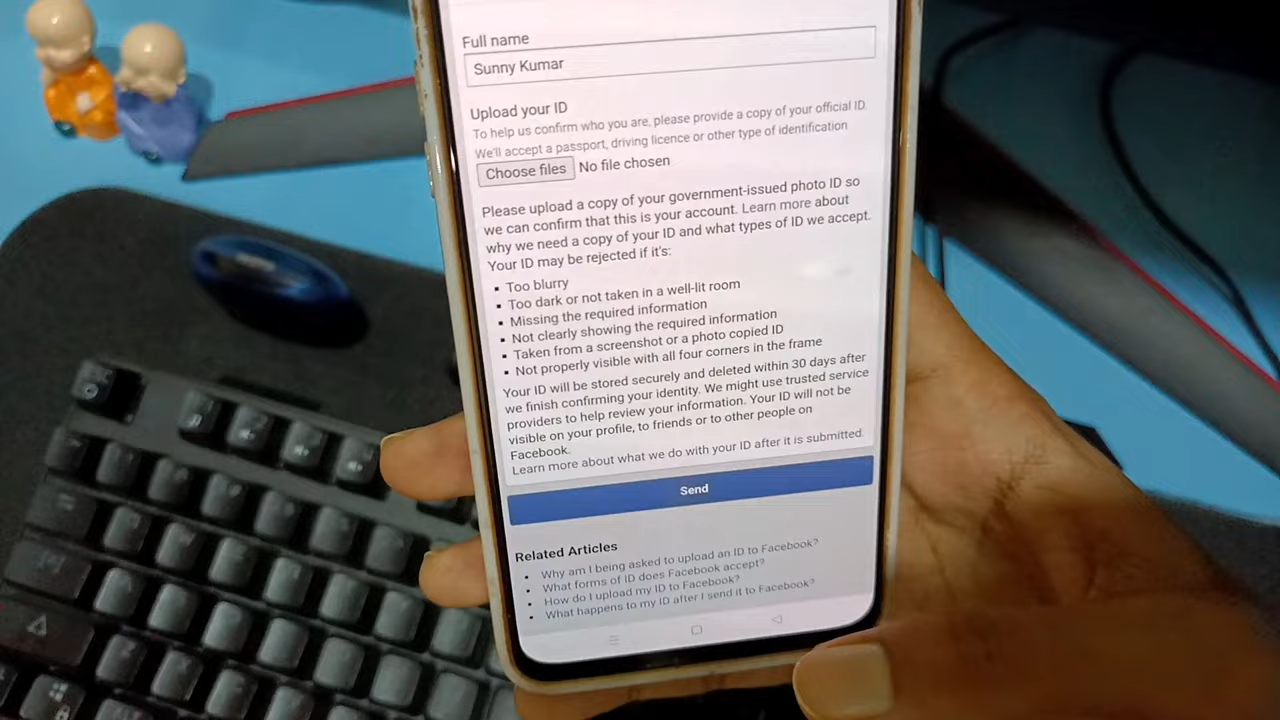 Full name
Sunny Kumar
Upload your ID
To help us confirm who you are, please provide a copy of your official ID.
We'll accept a passport, driving licence or other type of identification
Choose files No file chosen
Please upload a copy of your government-issued photo ID so
we can confirm that this is your account. Learn more about
why we need a copy of your ID and what types of ID we accept.
Your ID may be rejected if it's:
▪ Too blurry
▪ Too dark or not taken in a well-lit room
▪ Missing the required information
▪ Not clearly showing the required information
▪ Taken from a screenshot or a photo copied ID
▪ Not properly visible with all four corners in the frame
Your ID will be stored securely and deleted within 30 days after
we finish confirming your identity. We might use trusted service
providers to help review your information. Your ID will not be
visible on your profile, to friends or to other people on
Facebook.
Learn more about what we do with your ID after it is submitted.
Send
Related Articles
• Why am I being asked to upload an ID to Facebook?
• What forms of ID does Facebook accept?
• How do I upload my ID to Facebook?
• What happens to my ID after I send it to Facebook?